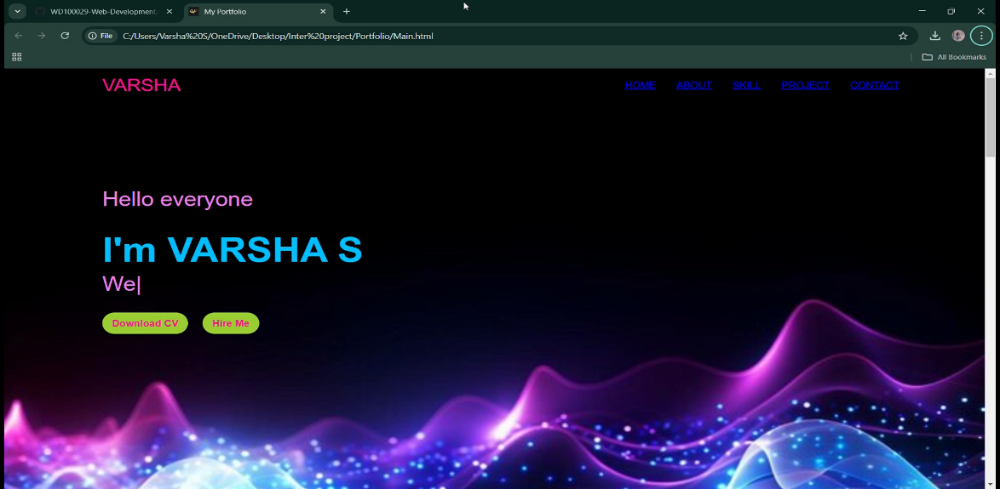 WD100029-Web-Development
My Portfolio
File
C:/Users/Varsha%20S/OneDrive/Desktop/Inter%20project/Portfolio/Main.html
All Bookmarks
VARSHA
HOME ABOUT SKILL PROJECT CONTACT
Hello everyone
I'm VARSHA S
We|
Download CV Hire Me